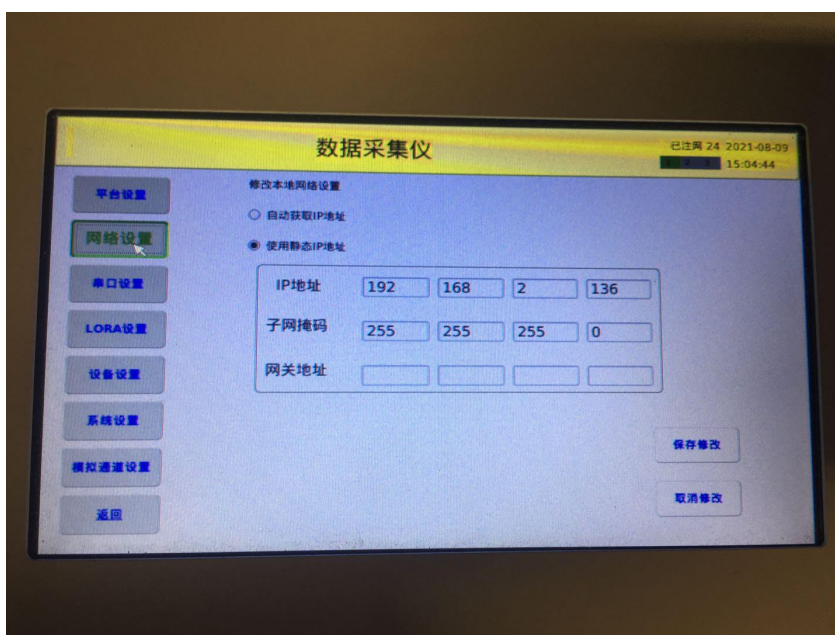 数据采集仪
已注网 24 2021-08-09
1 2 3 15:04:44
平台设置
网络设置
串口设置
LORA设置
设备设置
系统设置
模拟通道设置
返回
修改本地网络设置
自动获取IP地址
使用静态IP地址
IP地址 192 168 2 136
子网掩码 255 255 255 0
网关地址
保存修改
取消修改